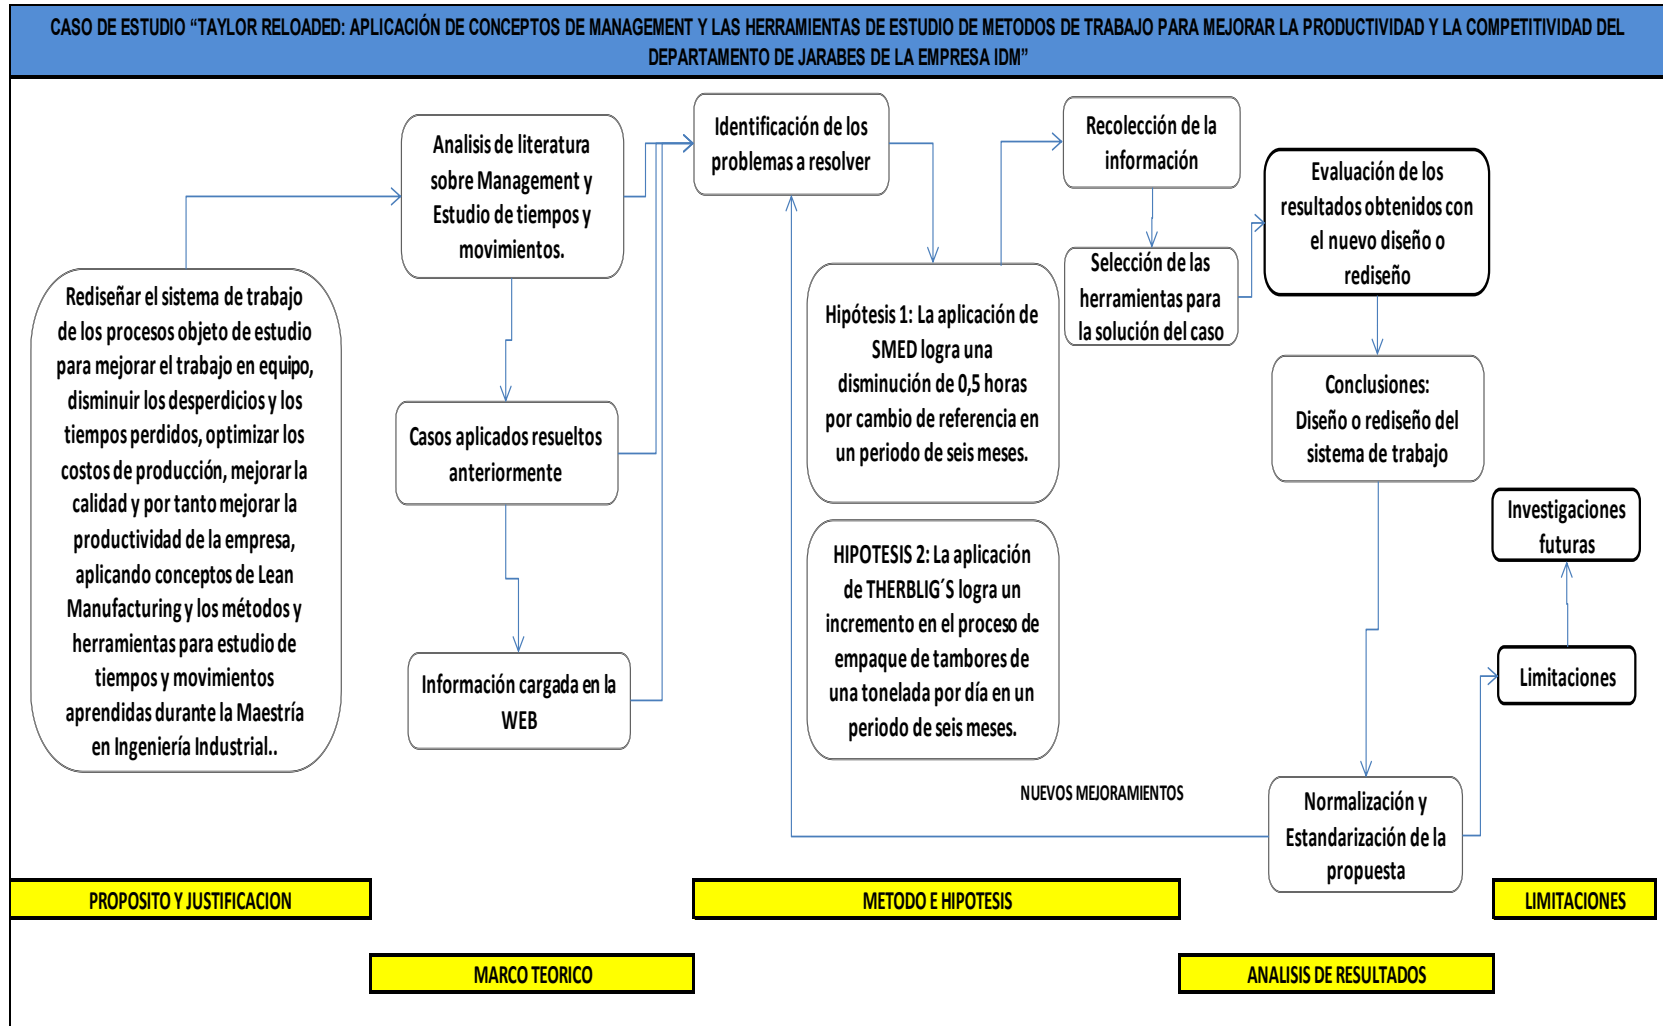 CASO DE ESTUDIO “TAYLOR RELOADED: APLICACIÓN DE CONCEPTOS DE MANAGEMENT Y LAS HERRAMIENTAS DE ESTUDIO DE METODOS DE TRABAJO PARA MEJORAR LA PRODUCTIVIDAD Y LA COMPETITIVIDAD DEL
DEPARTAMENTO DE JARABES DE LA EMPRESA IDM”
Rediseñar el sistema de trabajo
de los procesos objeto de estudio
para mejorar el trabajo en equipo,
disminuir los desperdicios y los
tiempos perdidos, optimizar los
costos de producción, mejorar la
calidad y por tanto mejorar la
productividad de la empresa,
aplicando conceptos de Lean
Manufacturing y los métodos y
herramientas para estudio de
tiempos y movimientos
aprendidas durante la Maestría
en Ingeniería Industrial..
Analisis de literatura
sobre Management y
Estudio de tiempos y
movimientos.
Casos aplicados resueltos
anteriormente
Información cargada en la
WEB
Identificación de los
problemas a resolver
Hipótesis 1: La aplicación de
SMED logra una
disminución de 0,5 horas
por cambio de referencia en
un periodo de seis meses.
HIPOTESIS 2: La aplicación
de THERBLIG´S logra un
incremento en el proceso de
empaque de tambores de
una tonelada por día en un
periodo de seis meses.
Recolección de la
información
Selección de las
herramientas para
la solución del caso
Evaluación de los
resultados obtenidos con
el nuevo diseño o
rediseño
Conclusiones:
Diseño o rediseño del
sistema de trabajo
Normalización y
Estandarización de la
propuesta
NUEVOS MEJORAMIENTOS
Investigaciones
futuras
Limitaciones
PROPOSITO Y JUSTIFICACION
MARCO TEORICO
METODO E HIPOTESIS
ANALISIS DE RESULTADOS
LIMITACIONES